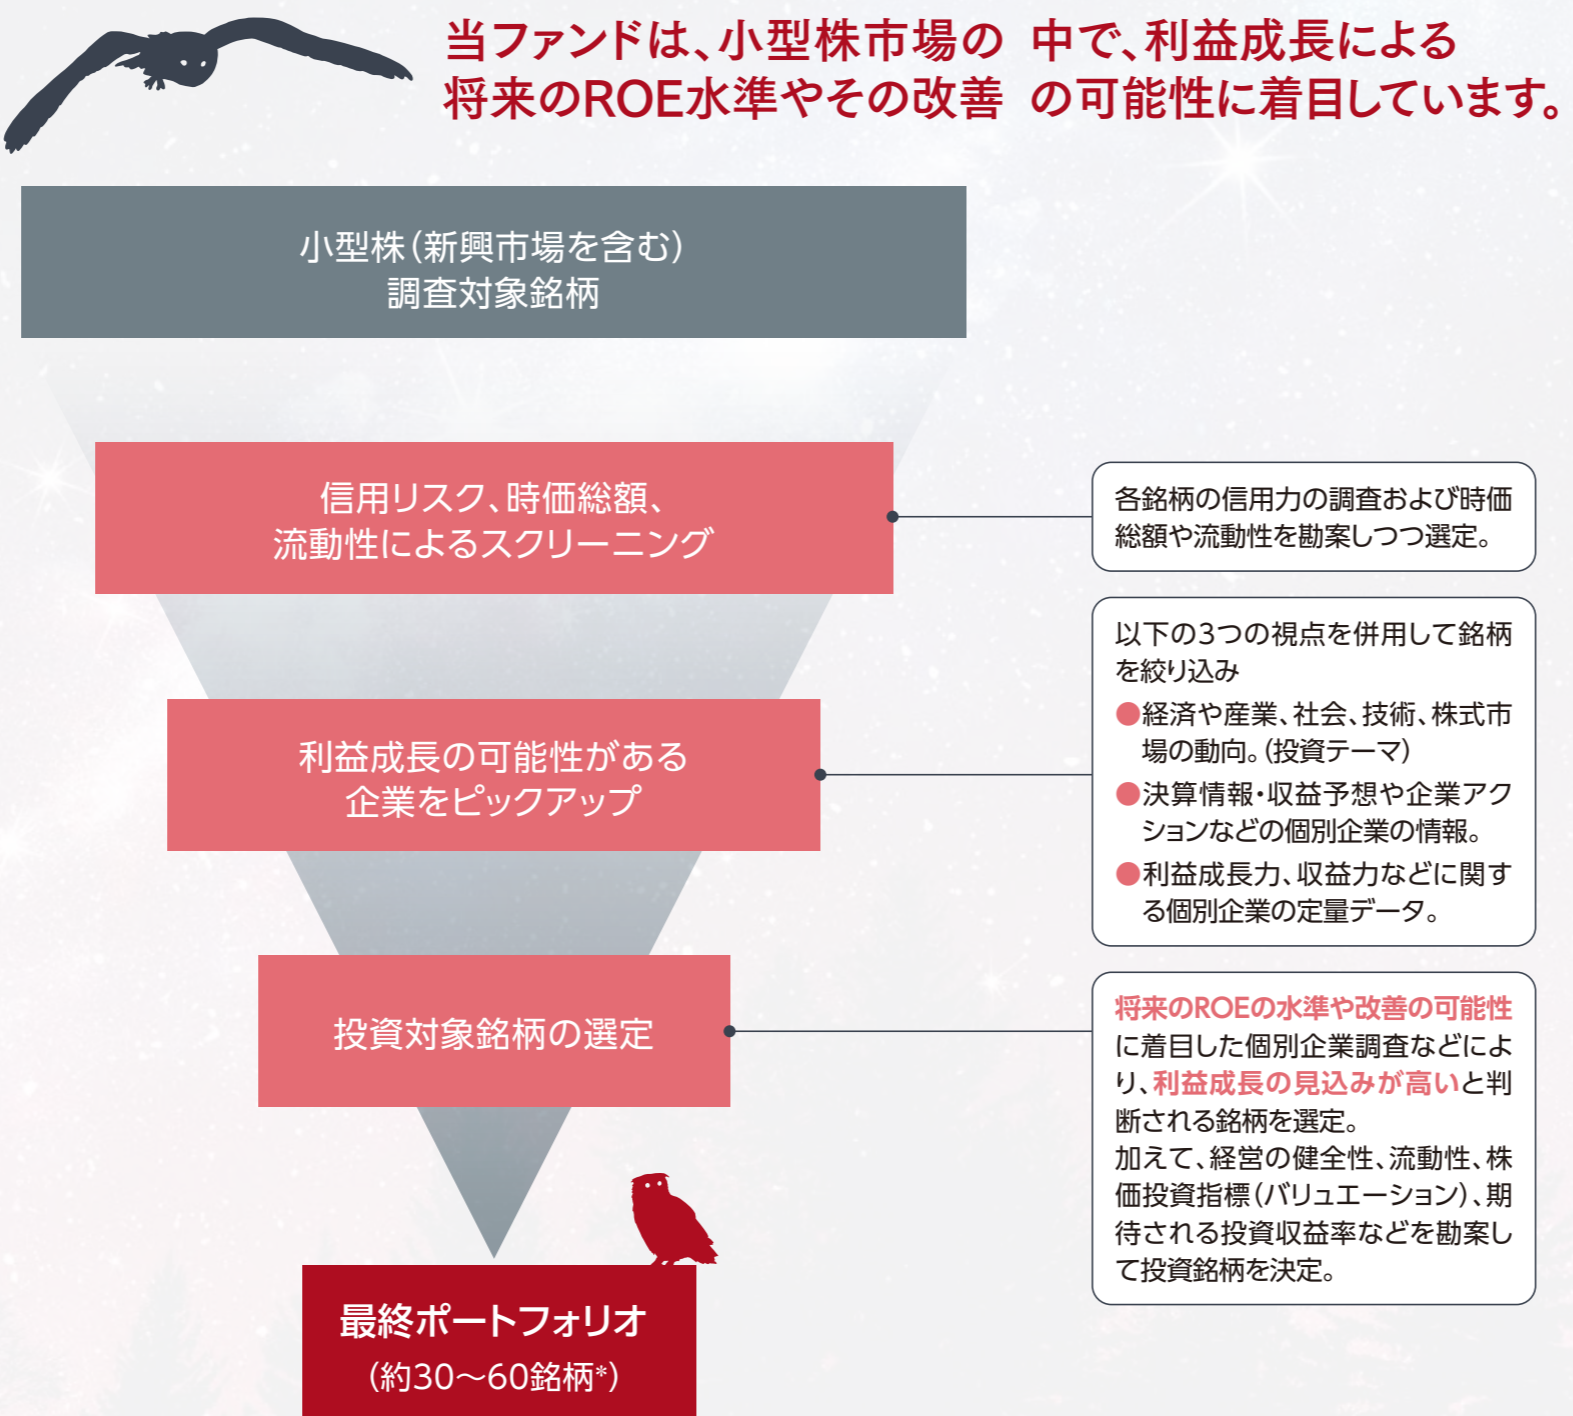 当ファンドは、小型株市場の 中で、利益成長による
将来のROE水準やその改善 の可能性に着目しています。
小型株(新興市場を含む)
調査対象銘柄
信用リスク、時価総額、
流動性によるスクリーニング
各銘柄の信用力の調査および時価
総額や流動性を勘案しつつ選定。
利益成長の可能性がある
企業をピックアップ
以下の3つの視点を併用して銘柄
を絞り込み
●経済や産業、社会、技術、株式市
場の動向。(投資テーマ)
●決算情報・収益予想や企業アク
ションなどの個別企業の情報。
●利益成長力、収益力などに関す
る個別企業の定量データ。
投資対象銘柄の選定
将来のROEの水準や改善の可能性
に着目した個別企業調査などによ
り、利益成長の見込みが高いと判
断される銘柄を選定。
加えて、経営の健全性、流動性、株
価投資指標(バリュエーション)、期
待される投資収益率などを勘案し
て投資銘柄を決定。
最終ポートフォリオ
(約30～60銘柄*)